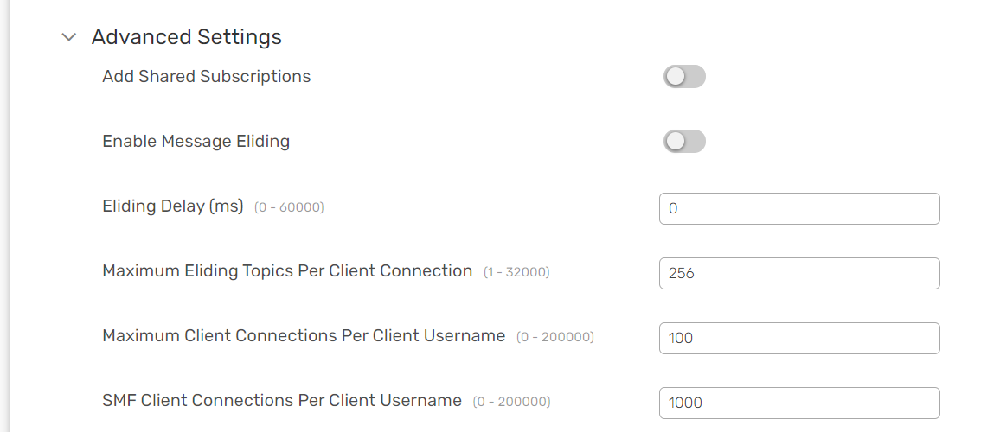 Advanced Settings
Add Shared Subscriptions
Enable Message Eliding
Eliding Delay (ms) (0 - 60000) 0
Maximum Eliding Topics Per Client Connection (1 - 32000) 256
Maximum Client Connections Per Client Username (0 - 200000) 100
SMF Client Connections Per Client Username (0 - 200000) 1000